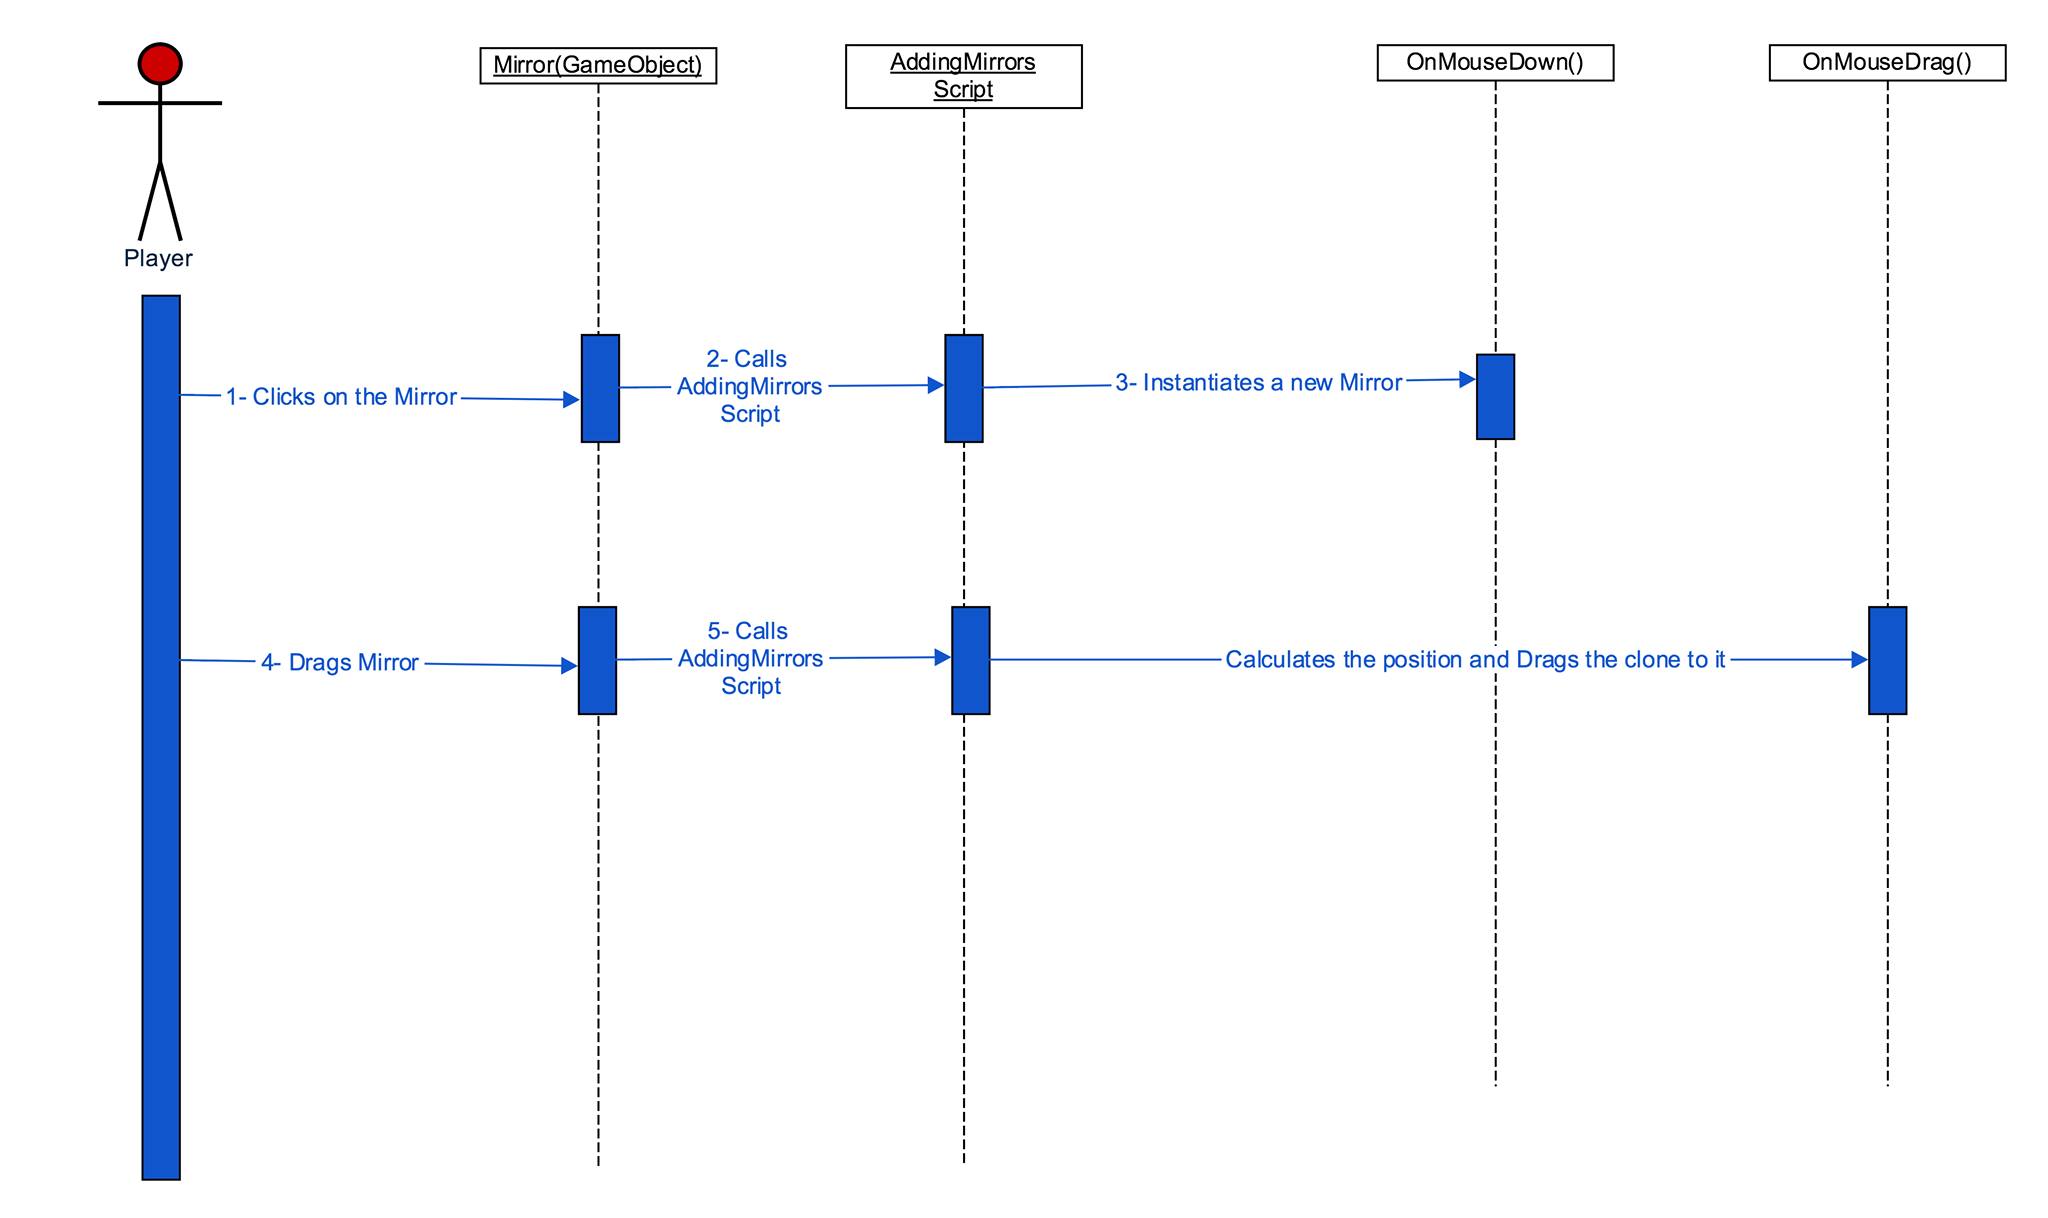 Mirror(GameObject)
AddingMirrors
Script
OnMouseDown()
OnMouseDrag()
Player
1- Clicks on the Mirror
2- Calls
AddingMirrors
Script
3- Instantiates a new Mirror
4- Drags Mirror
5- Calls
AddingMirrors
Script
Calculates the position and Drags the clone to it